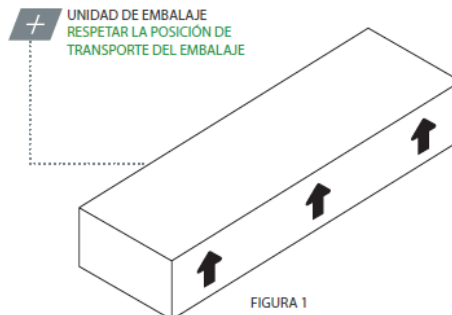 UNIDAD DE EMBALAJE
RESPETAR LA POSICIÓN DE
TRANSPORTE DEL EMBALAJE
FIGURA 1